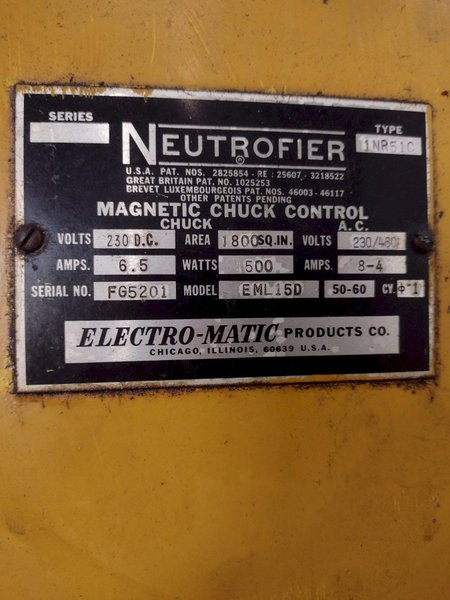 SERIES
NEUTROFIER ®
TYPE
1NR51C
U.S.A. PAT. NOS. 2825854 - RE : 25607 - 3218522
GREAT BRITAIN PAT. NO. 1025253
BREVET LUXEMBOURGEOIS PAT. NOS. 46003 - 46117
OTHER PATENTS PENDING
MAGNETIC CHUCK CONTROL
CHUCK A.C.
VOLTS 230 D.C. AREA 1800 SQ.IN. VOLTS 230/460
AMPS. 6.5 WATTS 1500 AMPS. 8-4
SERIAL NO. FG5201 MODEL EML15D 50-60 CY. Φ 1
ELECTRO-MATIC PRODUCTS CO.
CHICAGO, ILLINOIS, 60639 U.S.A.